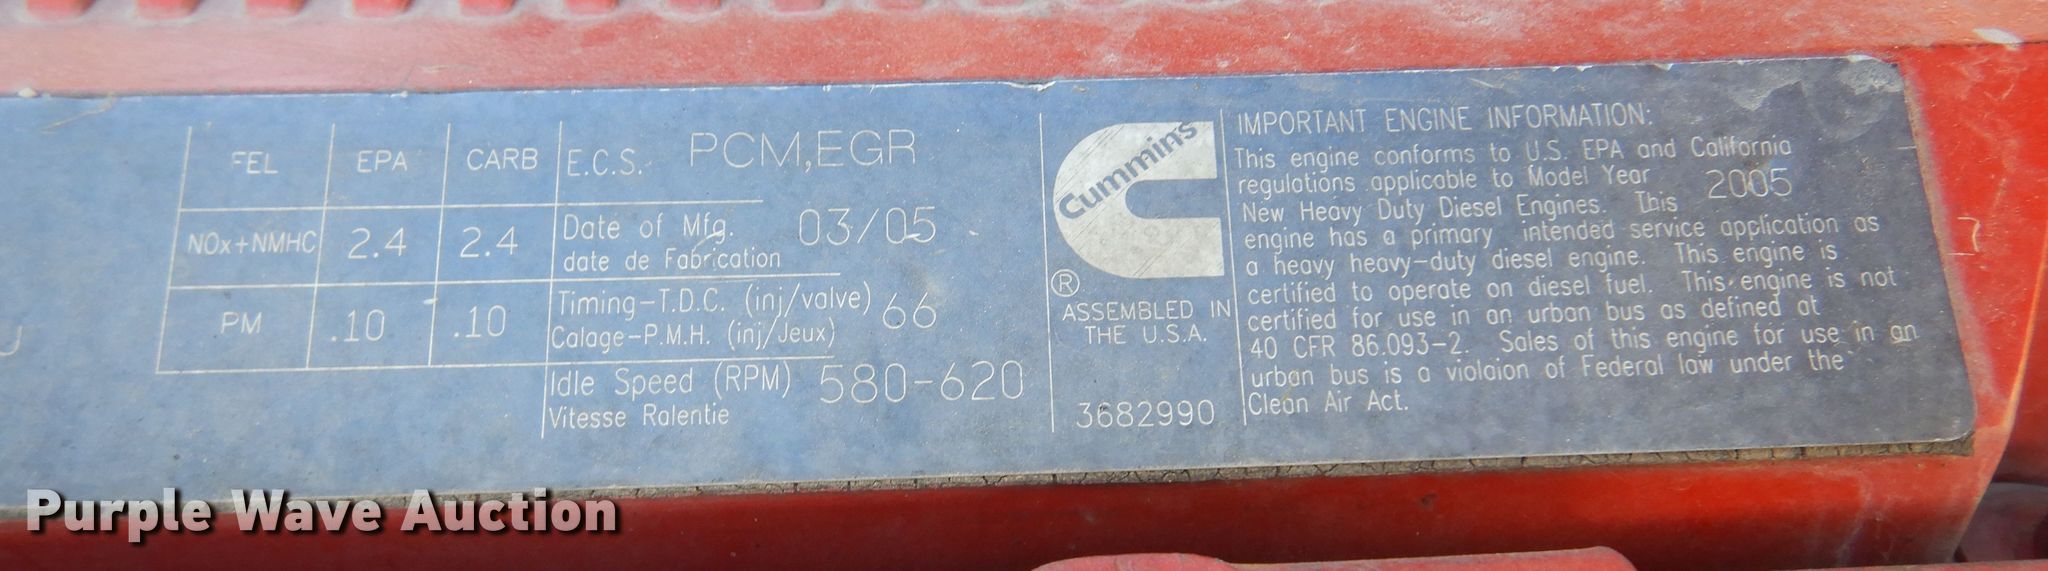 FEL EPA CARB
NOx+NMHC 2.4 2.4
PM .10 .10
E.C.S. PCM,EGR
Date of Mfg. 03/05
date de Fabrication
Timing-T.D.C. (inj/valve) 66
Calage-P.M.H. (inj/Jeux)
Idle Speed (RPM) 580-620
Vitesse Ralentie
Cummins
®
ASSEMBLED IN
THE U.S.A.
3682990
IMPORTANT ENGINE INFORMATION:
This engine conforms to U.S. EPA and California
regulations applicable to Model Year 2005
New Heavy Duty Diesel Engines. This
engine has a primary intended service application as
a heavy heavy-duty diesel engine. This engine is
certified to operate on diesel fuel. This engine is not
certified for use in an urban bus as defined at
40 CFR 86.093-2. Sales of this engine for use in an
urban bus is a violaion of Federal law under the
Clean Air Act.
Purple Wave Auction